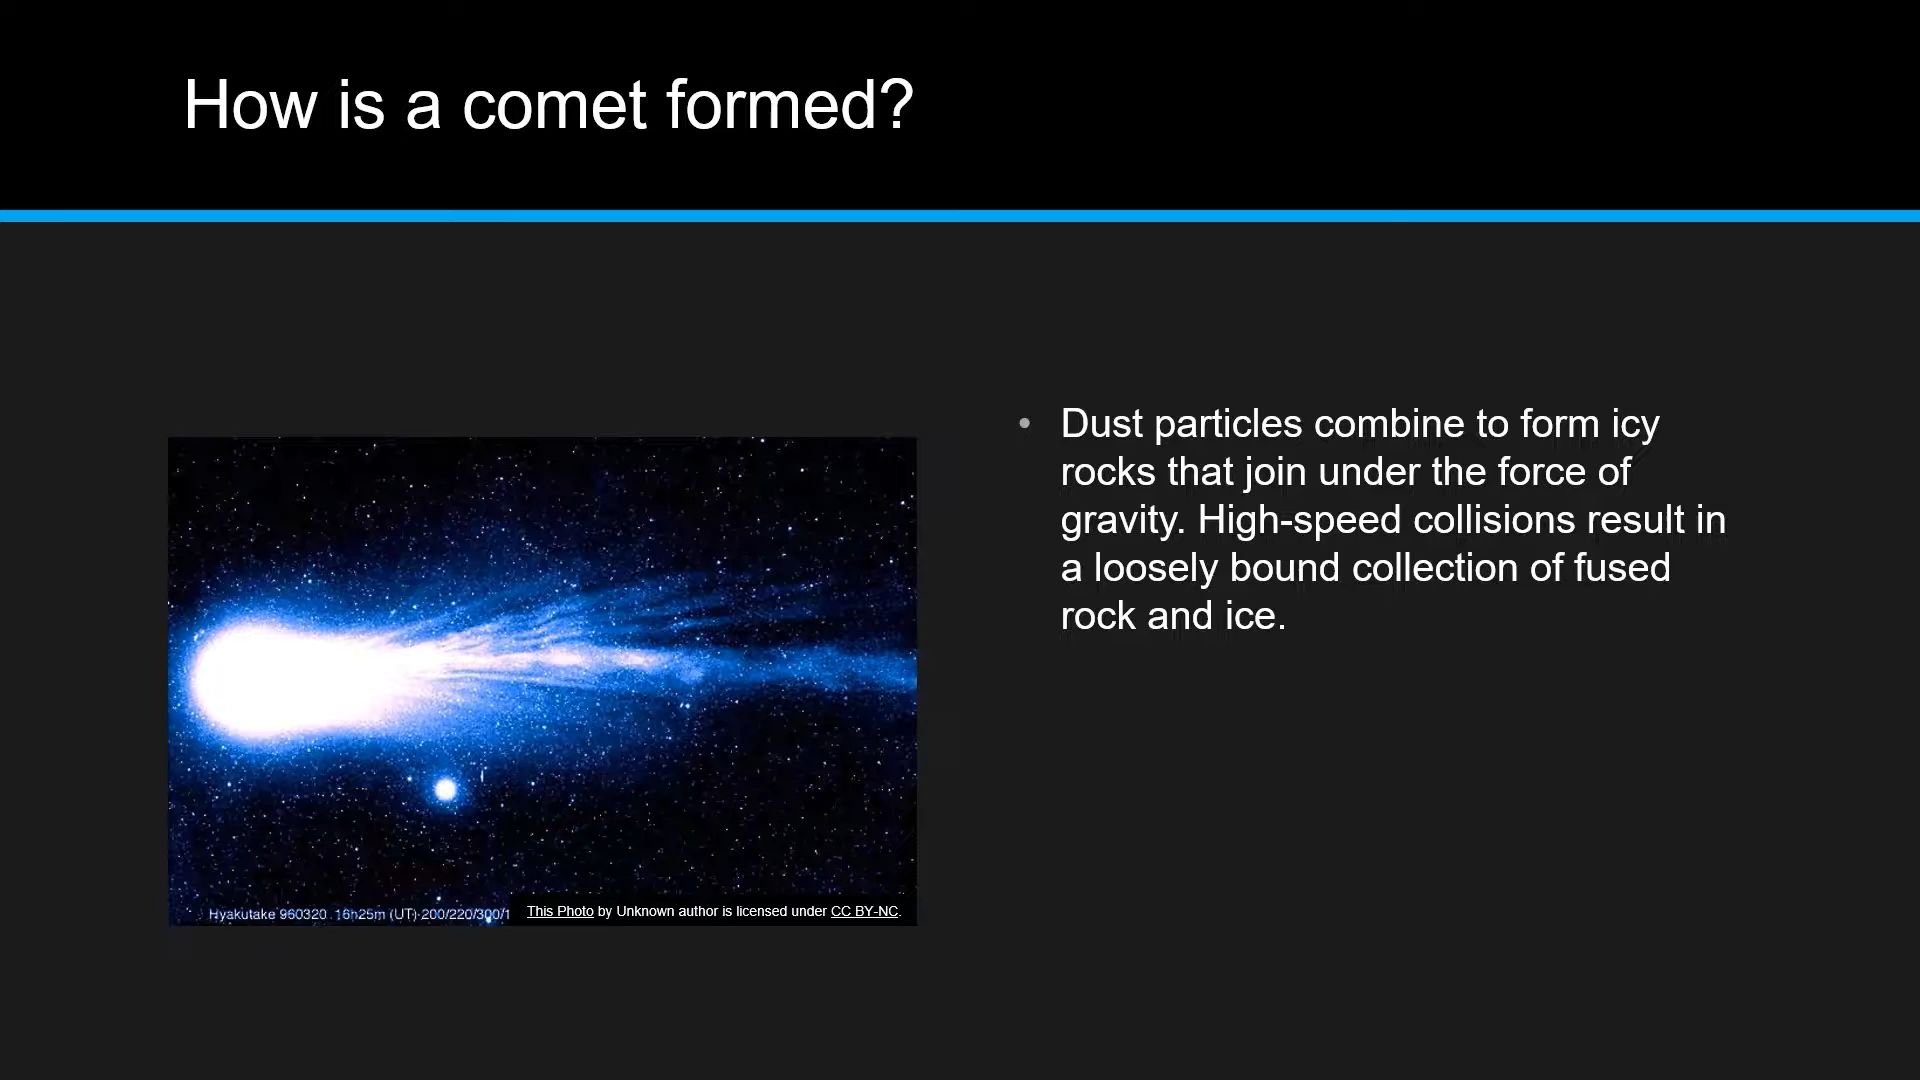 How is a comet formed?
• Dust particles combine to form icy
rocks that join under the force of
gravity. High-speed collisions result in
a loosely bound collection of fused
rock and ice.
Hyakutake 960320 16h25m (UT) 200/220/300/1
This Photo by Unknown author is licensed under CC BY-NC.